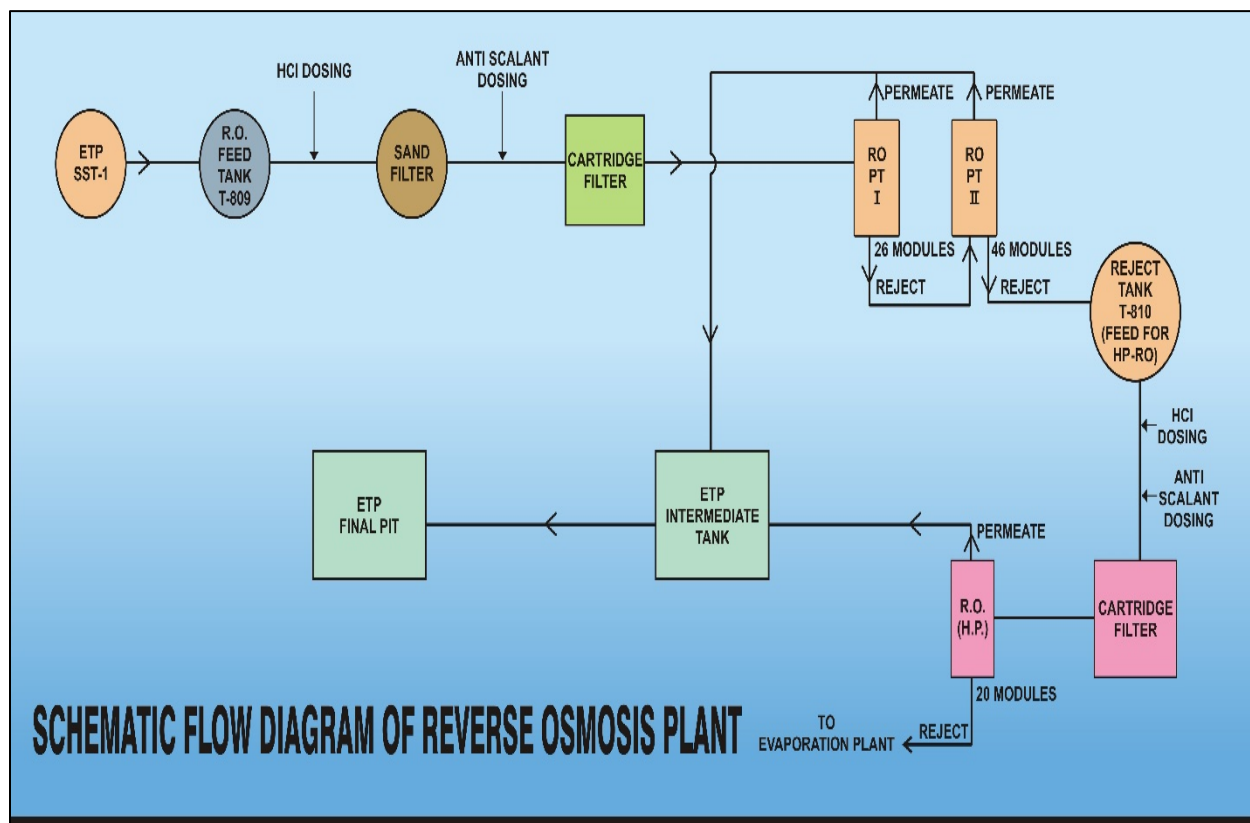 HCI DOSING
ANTI SCALANT
DOSING
PERMEATE
PERMEATE
ETP
SST-1
R.O.
FEED
TANK
T-809
SAND
FILTER
CARTRIDGE
FILTER
RO
PT
I
RO
PT
II
26 MODULES
46 MODULES
REJECT
REJECT
REJECT
TANK
T-810
(FEED FOR
HP-RO)
HCI
DOSING
ANTI
SCALANT
DOSING
ETP
FINAL PIT
ETP
INTERMEDIATE
TANK
PERMEATE
R.O.
(H.P.)
CARTRIDGE
FILTER
20 MODULES
TO
EVAPORATION PLANT
REJECT
SCHEMATIC FLOW DIAGRAM OF REVERSE OSMOSIS PLANT